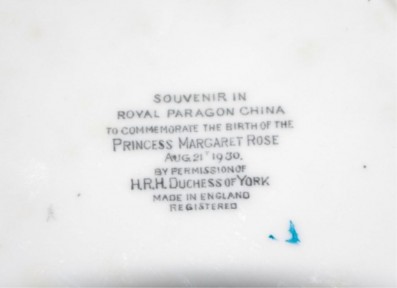 SOUVENIR IN
ROYAL PARAGON CHINA
TO COMMEMORATE THE BIRTH OF THE
PRINCESS MARGARET ROSE
AUG. 21ST 1930.
BY PERMISSION OF
H.R.H. DUCHESS OF YORK
MADE IN ENGLAND
REGISTERED